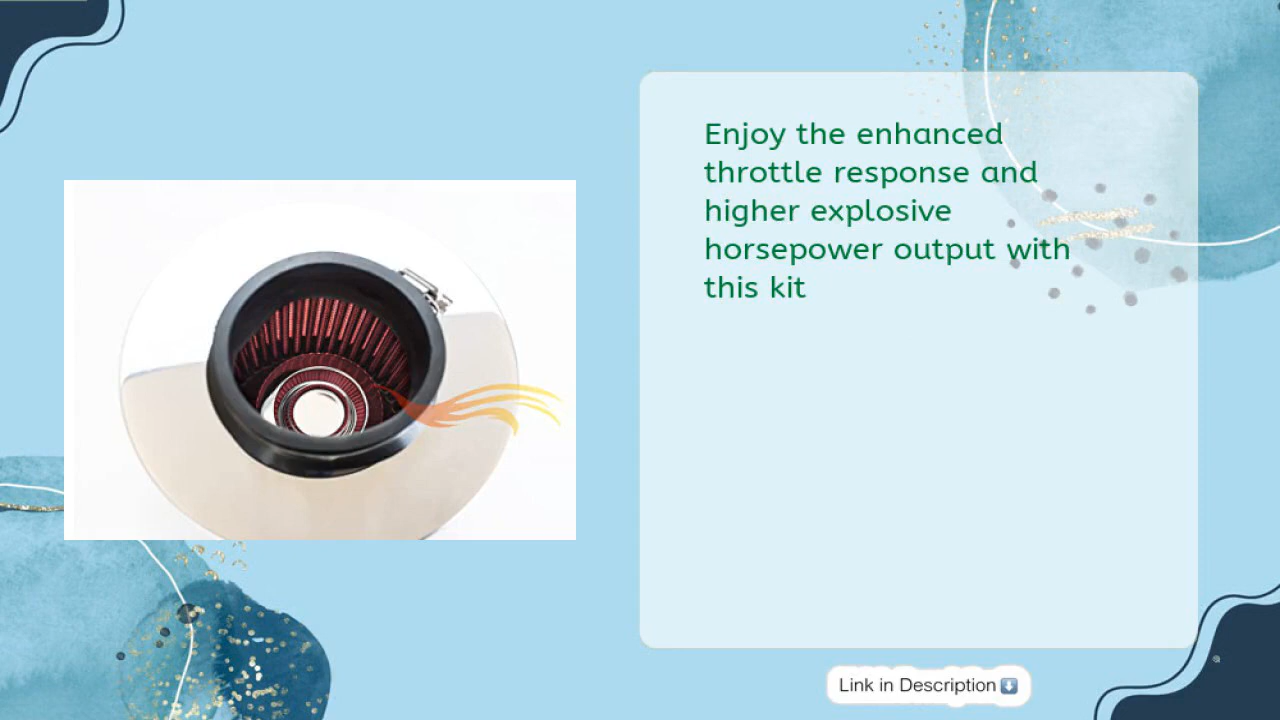 Enjoy the enhanced
throttle response and
higher explosive
horsepower output with
this kit
Link in Description⬇️